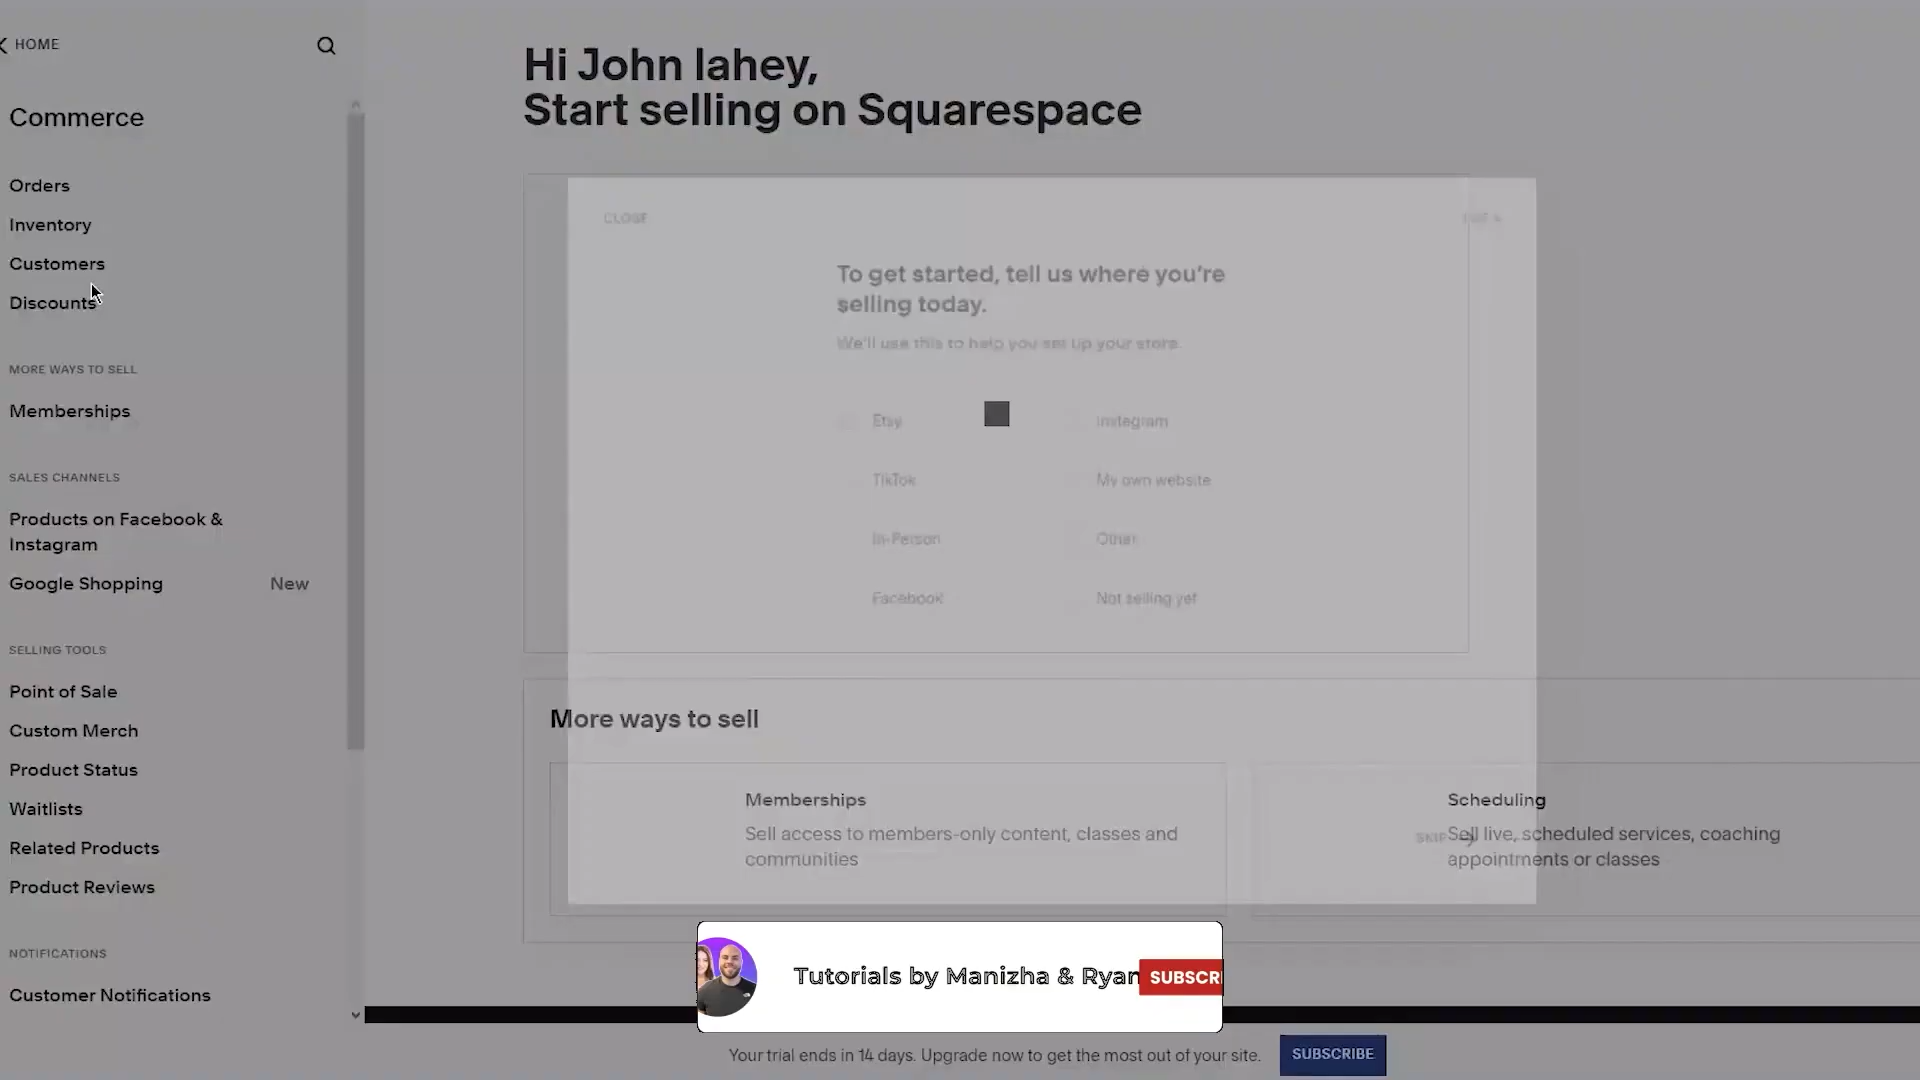 HOME
Commerce
Orders
Inventory
Customers
Discounts
MORE WAYS TO SELL
Memberships
SALES CHANNELS
Products on Facebook &
Instagram
Google Shopping New
SELLING TOOLS
Point of Sale
Custom Merch
Product Status
Waitlists
Related Products
Product Reviews
NOTIFICATIONS
Customer Notifications
Hi John lahey,
Start selling on Squarespace
CLOSE
To get started, tell us where you're
selling today.
We'll use this to help you set up your store.
Etsy Instagram
TikTok My own website
In-Person Other
Facebook Not selling yet
More ways to sell
Memberships
Sell access to members-only content, classes and
communities
Scheduling
Sell live, scheduled services, coaching
appointments or classes
SKIP
Tutorials by Manizha & Ryan SUBSCRI
Your trial ends in 14 days. Upgrade now to get the most out of your site. SUBSCRIBE